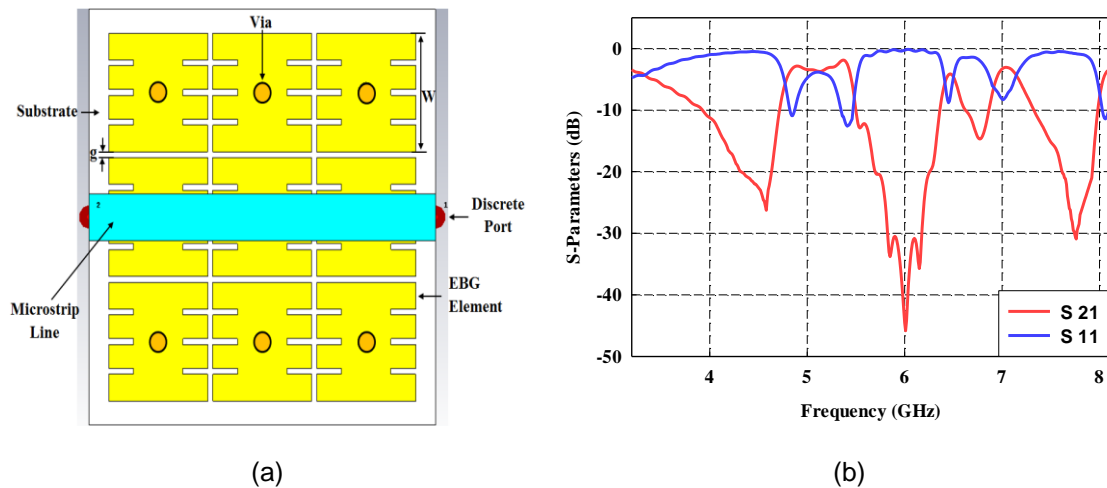 Via
Substrate
W
g
2
1
Discrete
Port
Microstrip
Line
EBG
Element
(a)
S-Parameters (dB)
0
-10
-20
-30
-40
-50
4 5 6 7 8
Frequency (GHz)
S 21
S 11
(b)